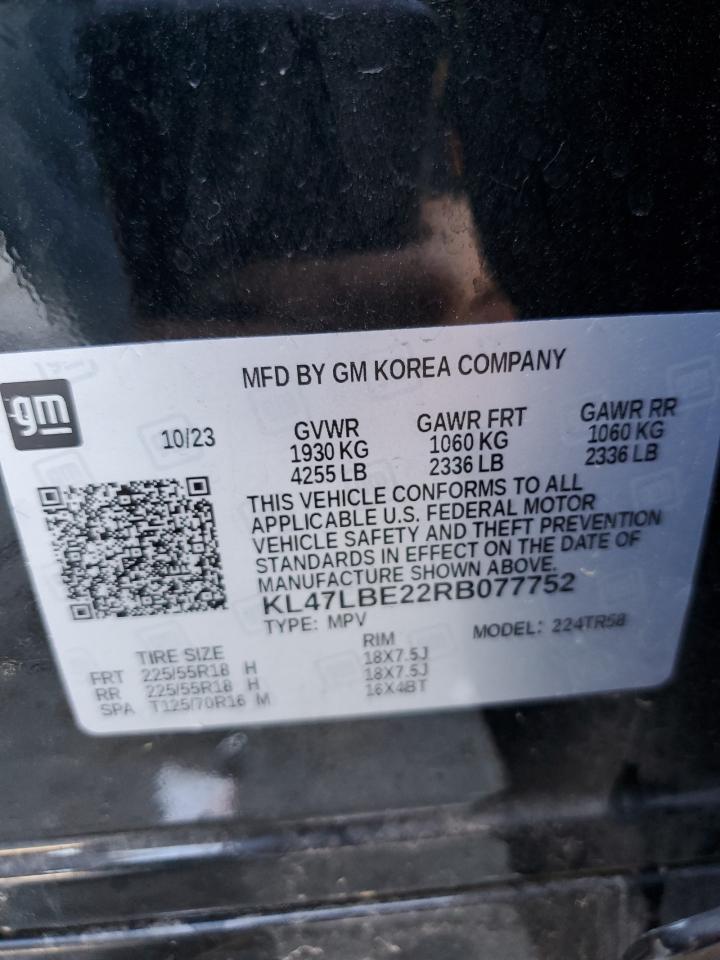 MFD BY GM KOREA COMPANY
gm
10/23
GVWR
1930 KG
4255 LB
GAWR FRT
1060 KG
2336 LB
GAWR RR
1060 KG
2336 LB
THIS VEHICLE CONFORMS TO ALL
APPLICABLE U.S. FEDERAL MOTOR
VEHICLE SAFETY AND THEFT PREVENTION
STANDARDS IN EFFECT ON THE DATE OF
MANUFACTURE SHOWN ABOVE.
KL47LBE22RB077752
TYPE: MPV
MODEL: 224TR58
TIRE SIZE
RIM
FRT 225/55R18 H 18X7.5J
RR 225/55R18 H 18X7.5J
SPA T125/70R16 M 16X4BT